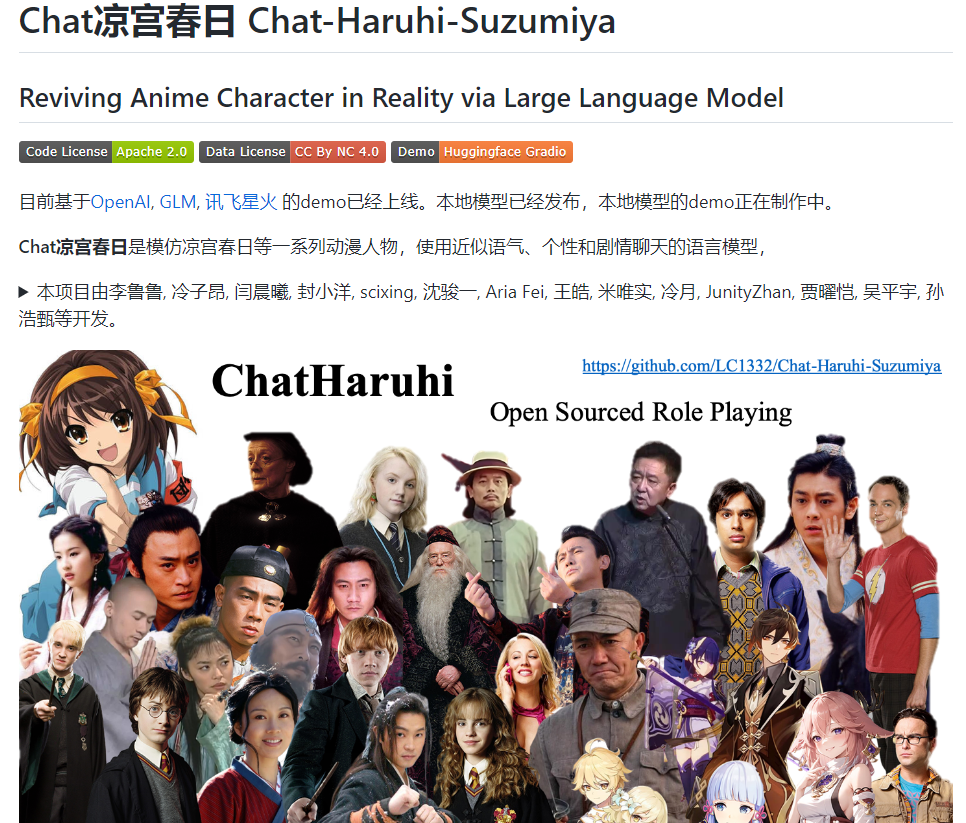 Chat凉宫春日 Chat-Haruhi-Suzumiya
Reviving Anime Character in Reality via Large Language Model
Code License Apache 2.0 Data License CC By NC 4.0 Demo Huggingface Gradio
目前基于OpenAI, GLM, 讯飞星火 的demo已经上线。本地模型已经发布，本地模型的demo正在制作中。
Chat凉宫春日是模仿凉宫春日等一系列动漫人物，使用近似语气、个性和剧情聊天的语言模型，
▶ 本项目由李鲁鲁, 冷子昂, 闫晨曦, 封小洋, scixing, 沈骏一, Aria Fei, 王皓, 米唯实, 冷月, JunityZhan, 贾曜恺, 吴平宇, 孙
浩甄等开发。
ChatHaruhi
https://github.com/LC1332/Chat-Haruhi-Suzumiya
Open Sourced Role Playing